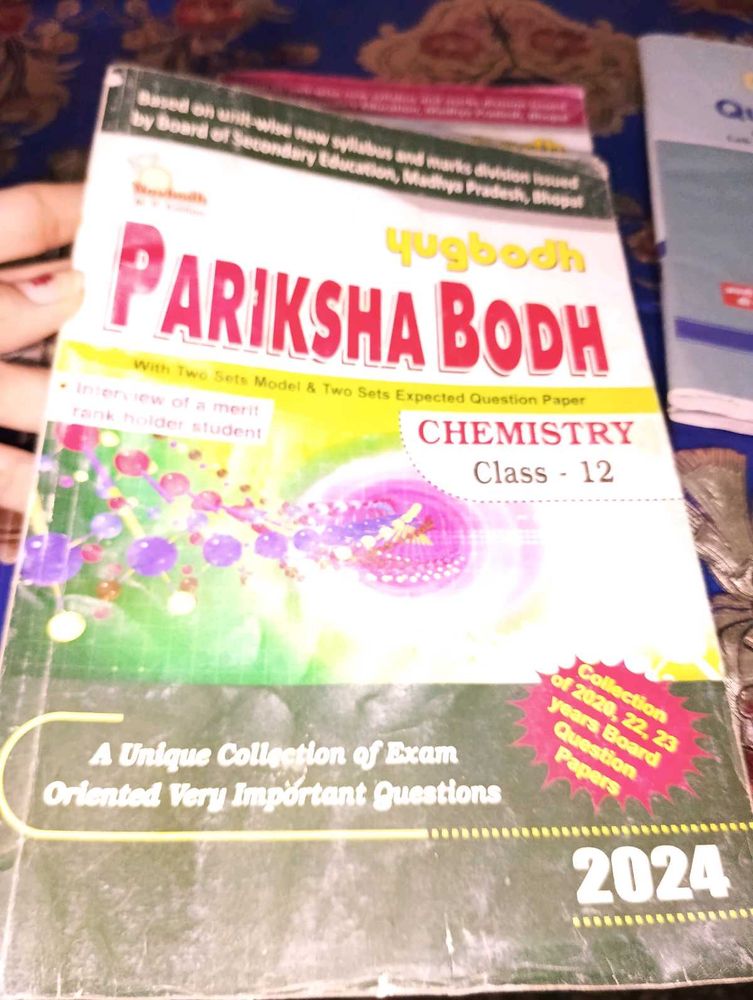 Based on unit-wise new syllabus and marks division issued
by Board of Secondary Education, Madhya Pradesh, Bhopal
yugbodh
PARIKSHA BODH
With Two Sets Model & Two Sets Expected Question Paper
• Interview of a merit
rank holder student
CHEMISTRY
Class - 12
Collection
of 2020, 22, 23
years Board
Question
Papers
A Unique Collection of Exam
Oriented Very Important Questions
2024